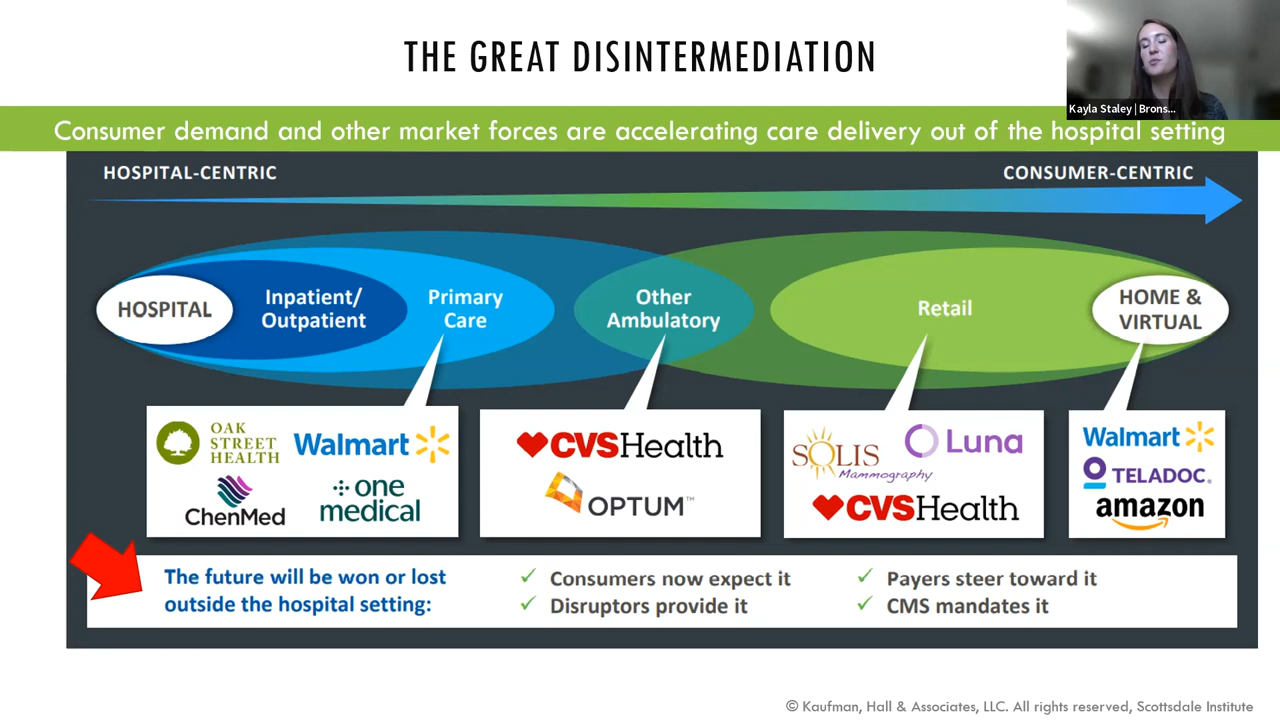 THE GREAT DISINTERMEDIATION
Kayla Staley | Brons...
Consumer demand and other market forces are accelerating care delivery out of the hospital setting
HOSPITAL-CENTRIC
CONSUMER-CENTRIC
HOSPITAL
Inpatient/
Outpatient
Primary
Care
Other
Ambulatory
Retail
HOME &
VIRTUAL
OAK
STREET
HEALTH
Walmart
ChenMed
one
medical
CVSHealth
OPTUM™
SOLIS
Mammography
Luna
CVSHealth
Walmart
TELADOC®
amazon
The future will be won or lost
outside the hospital setting:
✓ Consumers now expect it
✓ Disruptors provide it
✓ Payers steer toward it
✓ CMS mandates it
© Kaufman, Hall & Associates, LLC. All rights reserved, Scottsdale Institute